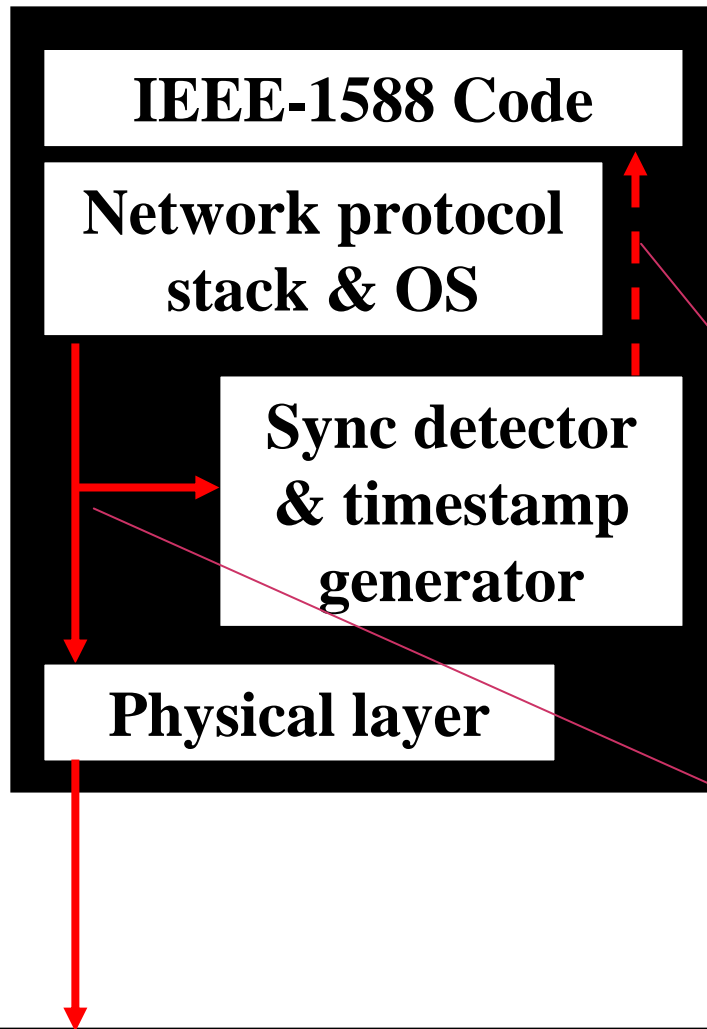 IEEE-1588 Code
Network protocol
stack & OS
Sync detector
& timestamp
generator
Physical layer